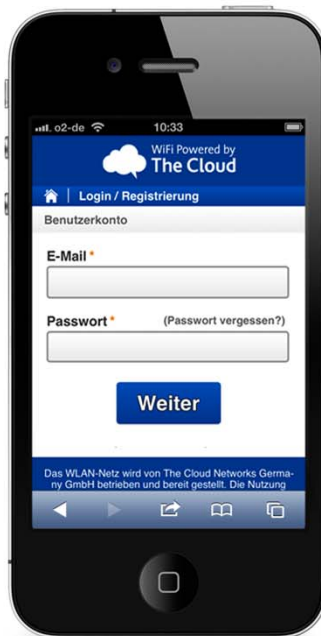 o2-de 10:33
WiFi Powered by
The Cloud
Login / Registrierung
Benutzerkonto
E-Mail *
Passwort * (Passwort vergessen?)
Weiter
Das WLAN-Netz wird von The Cloud Networks Germa-
ny GmbH betrieben und bereit gestellt. Die Nutzung